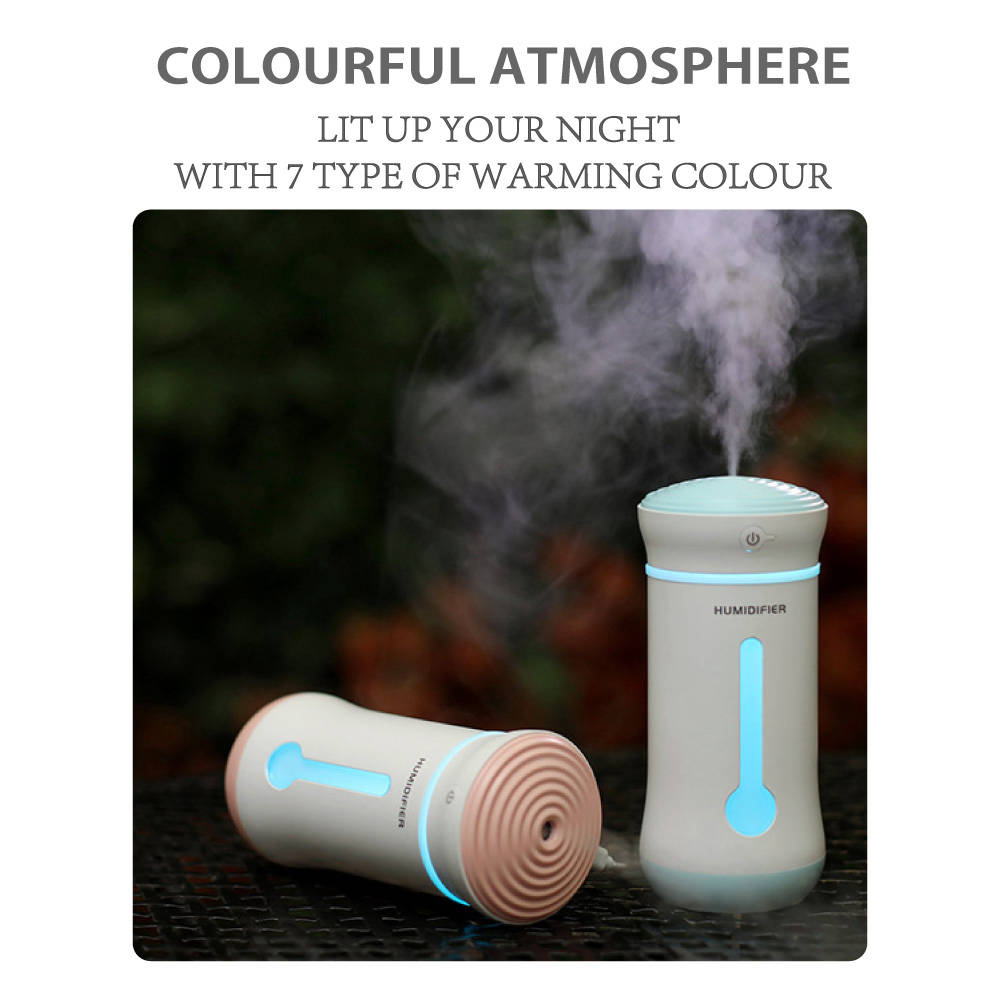 COLOURFUL ATMOSPHERE
LIT UP YOUR NIGHT
WITH 7 TYPE OF WARMING COLOUR
HUMIDIFIER
HUMIDIFIER